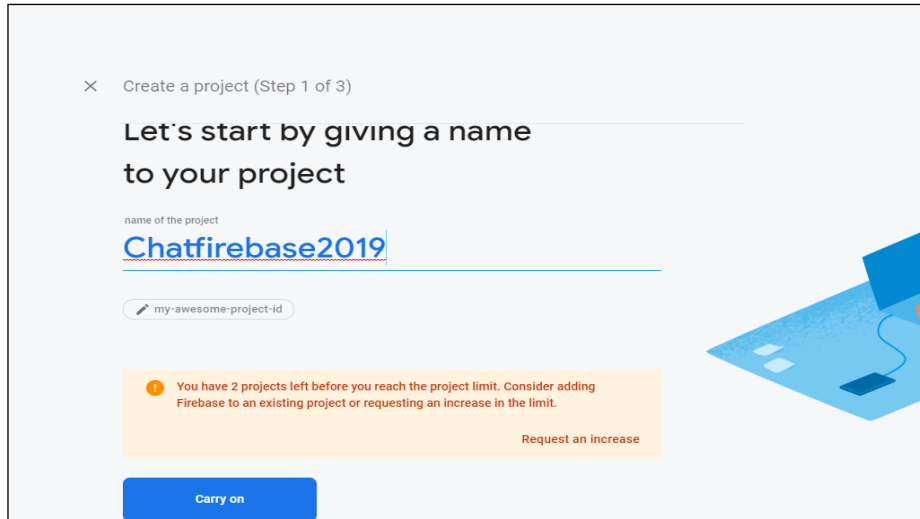 Create a project (Step 1 of 3)
Let's start by giving a name
to your project
name of the project
Chatfirebase2019
my-awesome-project-id
You have 2 projects left before you reach the project limit. Consider adding
Firebase to an existing project or requesting an increase in the limit.
Request an increase
Carry on